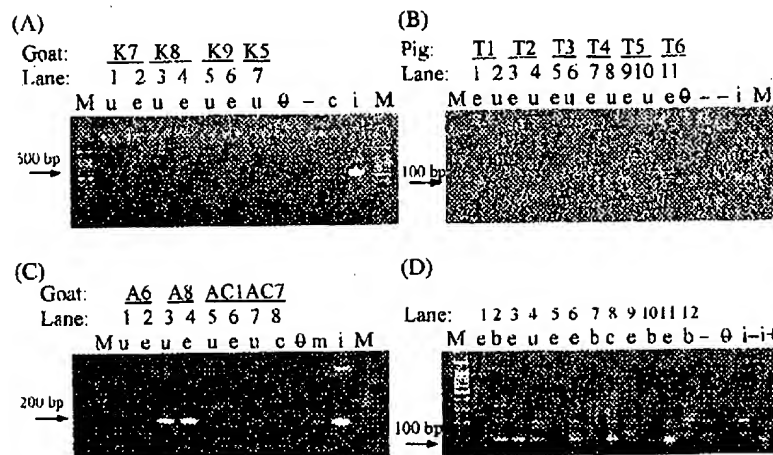 (A)
Goat: K7 K8 K9 K5
Lane: 1 2 3 4 5 6 7
M u e u e u e u θ – c i M
500 bp
(B)
Pig: T1 T2 T3 T4 T5 T6
Lane: 1 2 3 4 5 6 7 8 9 10 11
M e u e u e u e u e u e θ – – i M
100 bp
(C)
Goat: A6 A8 AC1 AC7
Lane: 1 2 3 4 5 6 7 8
M u e u e u e u c θ m i M
200 bp
(D)
Lane: 1 2 3 4 5 6 7 8 9 10 11 12
M e b e u e e b c e b e b – θ i– i+
100 bp